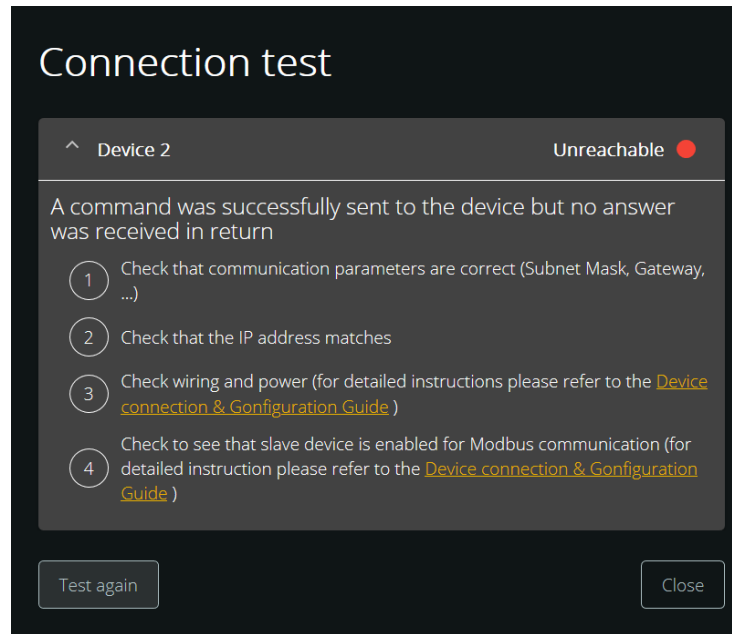 Connection test
Device 2
Unreachable
A command was successfully sent to the device but no answer
was received in return
1
Check that communication parameters are correct (Subnet Mask, Gateway,
...)
2
Check that the IP address matches
3
Check wiring and power (for detailed instructions please refer to the Device
connection & Gonfiguration Guide )
4
Check to see that slave device is enabled for Modbus communication (for
detailed instruction please refer to the Device connection & Gonfiguration
Guide )
Test again
Close